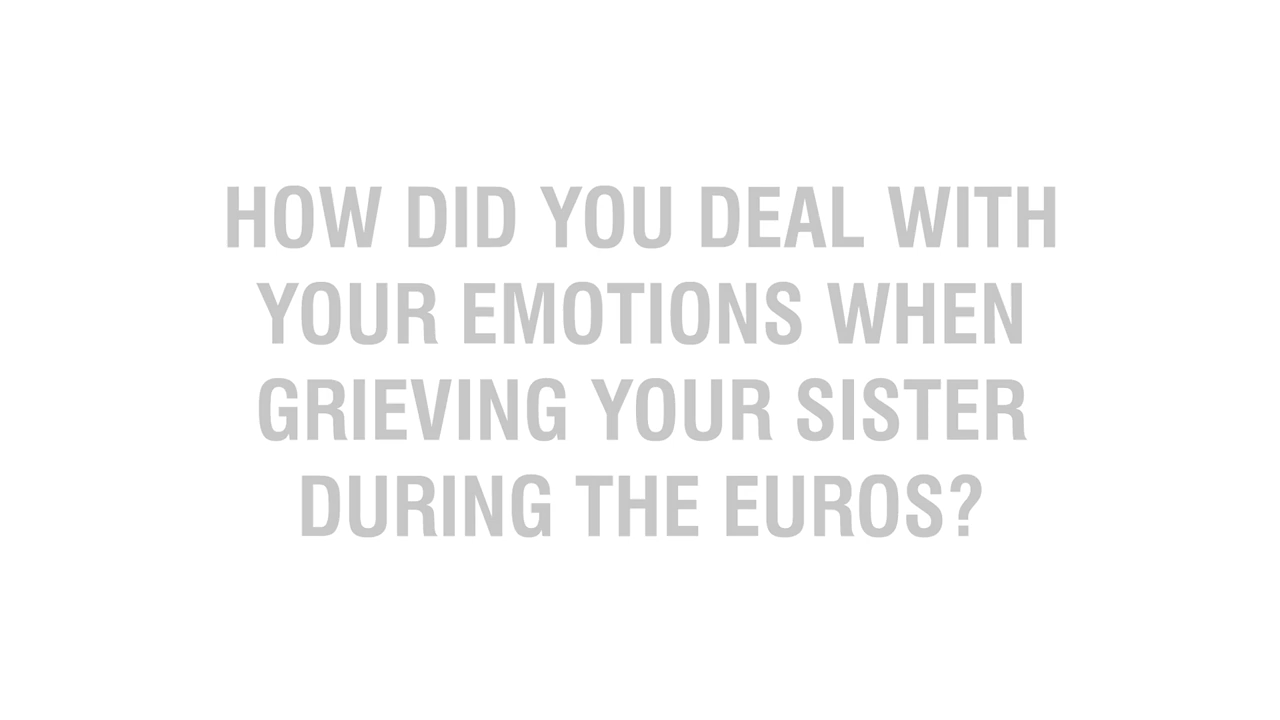 HOW DID YOU DEAL WITH
YOUR EMOTIONS WHEN
GRIEVING YOUR SISTER
DURING THE EUROS?